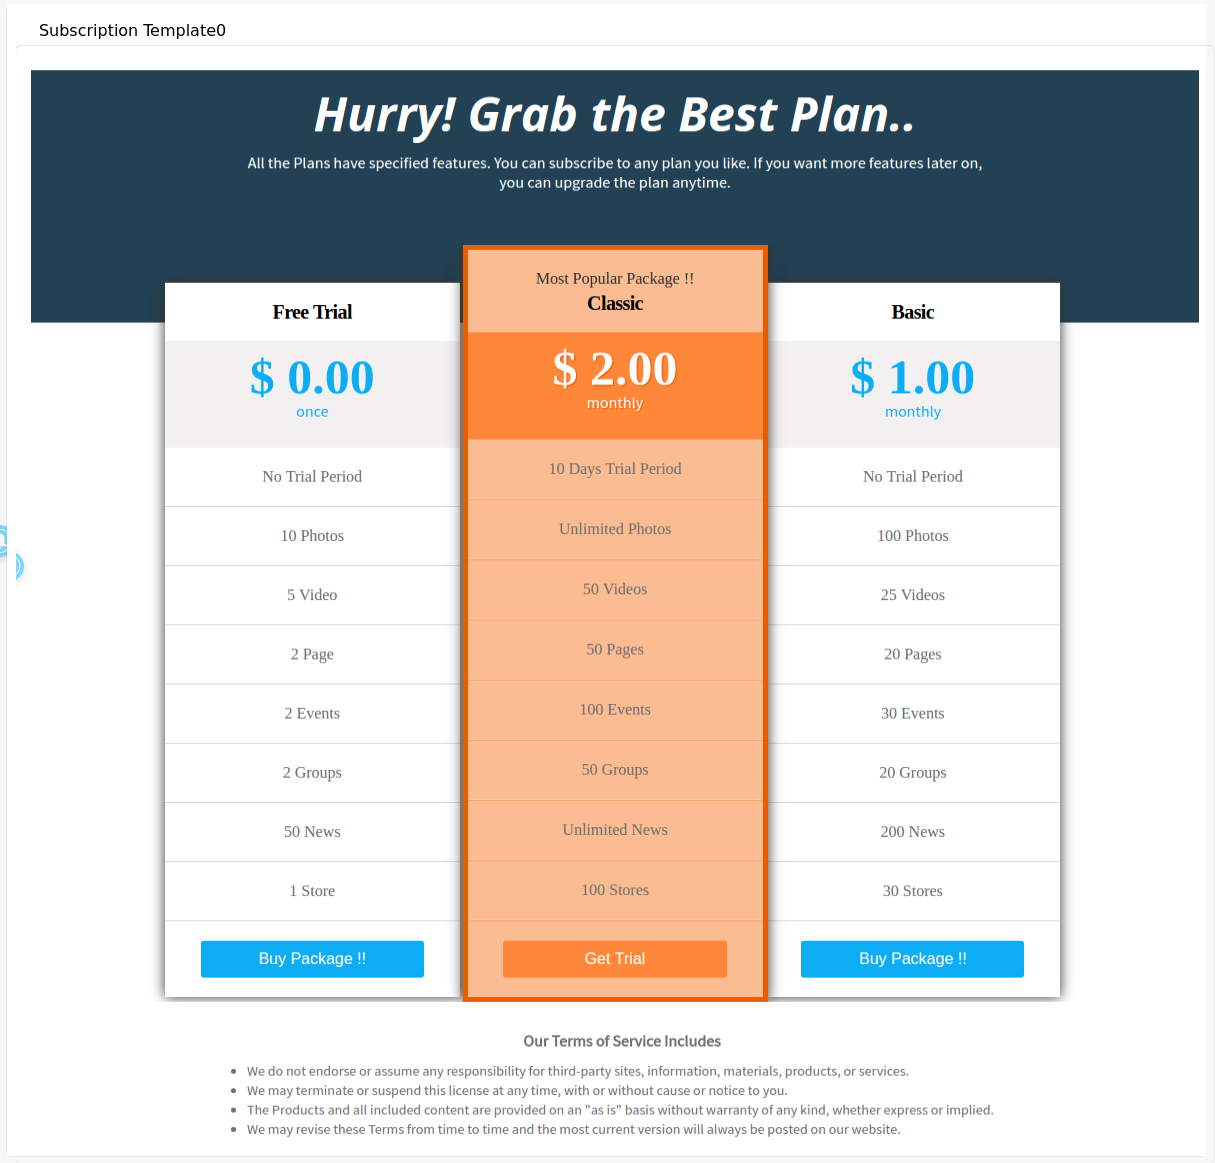 Subscription Template0
Hurry! Grab the Best Plan..
All the Plans have specified features. You can subscribe to any plan you like. If you want more features later on,
you can upgrade the plan anytime.
Free Trial
$ 0.00
once
No Trial Period
10 Photos
5 Video
2 Page
2 Events
2 Groups
50 News
1 Store
Buy Package !!
Most Popular Package !!
Classic
$ 2.00
monthly
10 Days Trial Period
Unlimited Photos
50 Videos
50 Pages
100 Events
50 Groups
Unlimited News
100 Stores
Get Trial
Basic
$ 1.00
monthly
No Trial Period
100 Photos
25 Videos
20 Pages
30 Events
20 Groups
200 News
30 Stores
Buy Package !!
Our Terms of Service Includes
We do not endorse or assume any responsibility for third-party sites, information, materials, products, or services.
We may terminate or suspend this license at any time, with or without cause or notice to you.
The Products and all included content are provided on an "as is" basis without warranty of any kind, whether express or implied.
We may revise these Terms from time to time and the most current version will always be posted on our website.